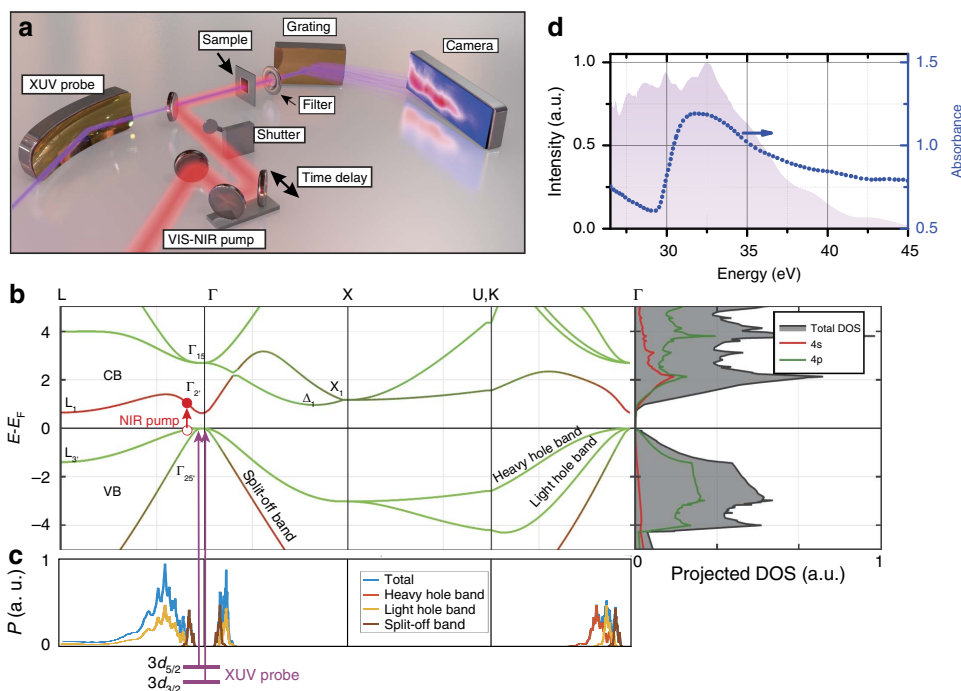 a
Sample
Grating
Camera
XUV probe
Filter
Shutter
Time delay
VIS-NIR pump
d
Intensity (a.u.)
1.0
0.5
0.0
1.5
1.0
0.5
Absorbance
30 35 40 45
Energy (eV)
b
L Γ X U,K Γ
E-E_F
4
2
0
−2
−4
Γ15
CB
Γ2'
L1
NIR pump
L3'
Γ25'
VB
Δ1
X1
Split-off band
Heavy hole band
Light hole band
Total DOS
4s
4p
0 1
Projected DOS (a.u.)
c
P (a. u.)
1
0
Total
Heavy hole band
Light hole band
Split-off band
3d5/2
3d3/2
XUV probe